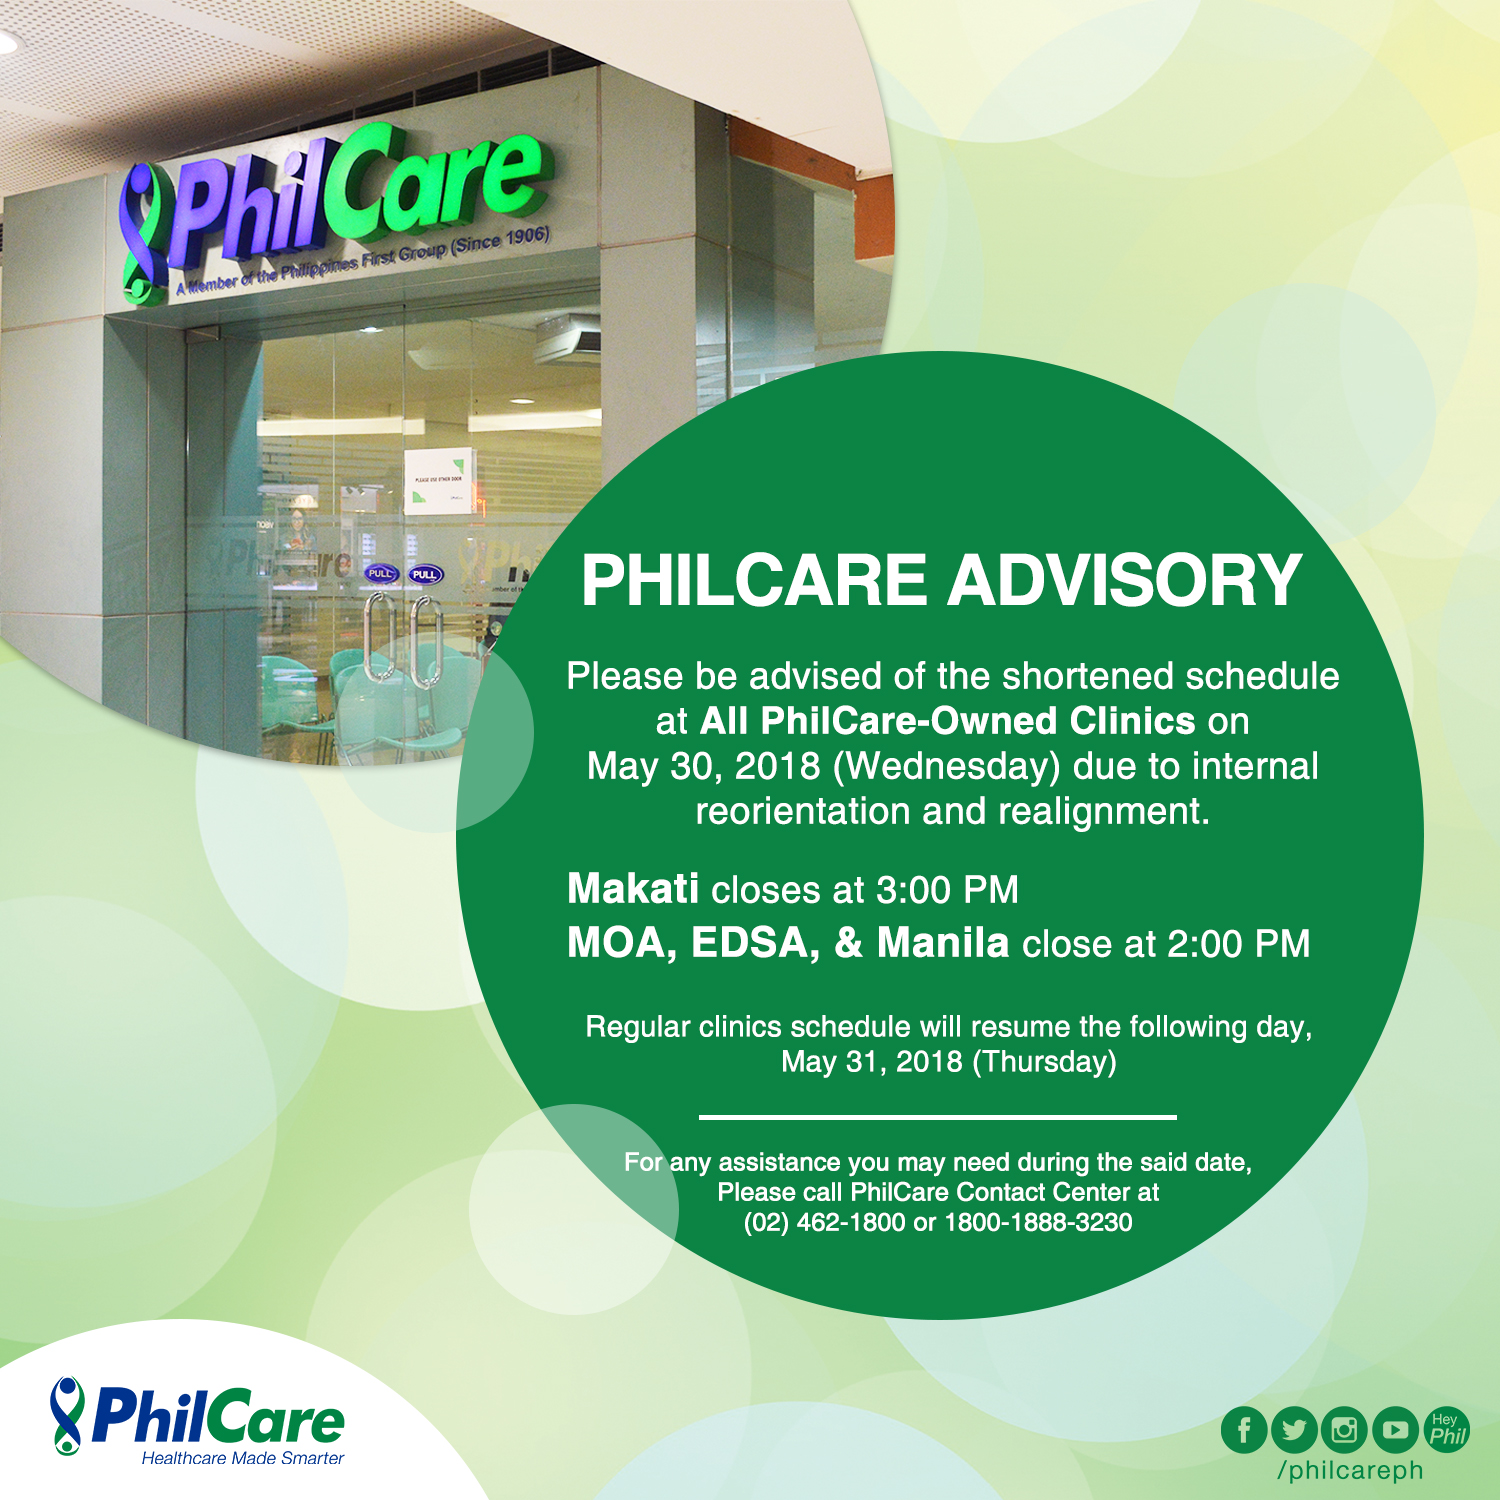 PhilCare
A Member of the Philippines First Group (Since 1906)
PLEASE USE OTHER DOOR
PULL PULL
PHILCARE ADVISORY
Please be advised of the shortened schedule
at All PhilCare-Owned Clinics on
May 30, 2018 (Wednesday) due to internal
reorientation and realignment.
Makati closes at 3:00 PM
MOA, EDSA, & Manila close at 2:00 PM
Regular clinics schedule will resume the following day,
May 31, 2018 (Thursday)
For any assistance you may need during the said date,
Please call PhilCare Contact Center at
(02) 462-1800 or 1800-1888-3230
PhilCare
Healthcare Made Smarter
Hey
Phil
/philcareph